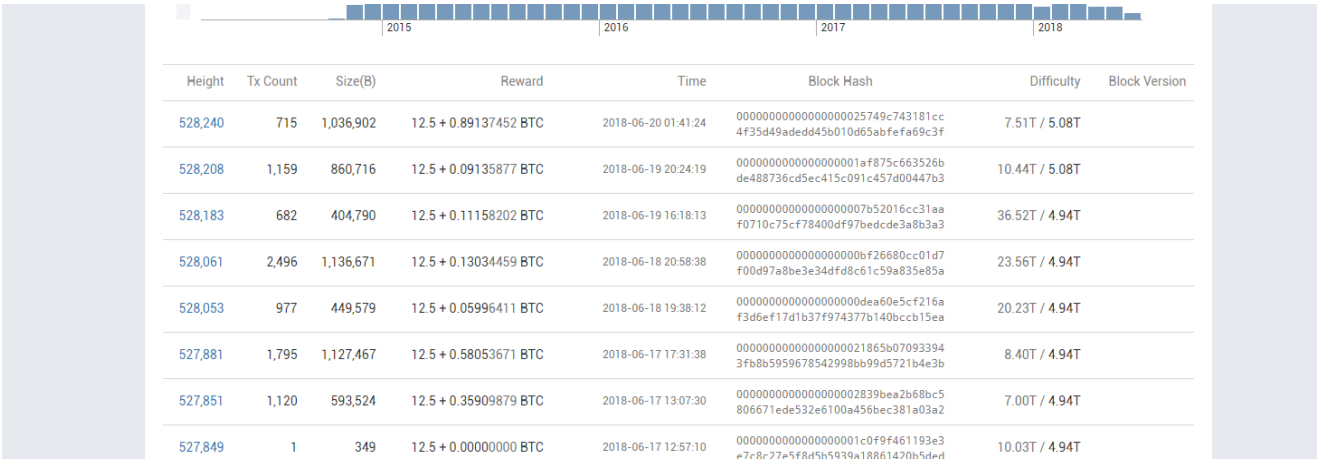 2015 2016 2017 2018
Height Tx Count Size(B) Reward Time Block Hash Difficulty Block Version
528,240 715 1,036,902 12.5 + 0.89137452 BTC 2018-06-20 01:41:24 00000000000000000025749c743181cc 7.51T / 5.08T
4f35d49adedd45b010d65abfefa69c3f
528,208 1,159 860,716 12.5 + 0.09135877 BTC 2018-06-19 20:24:19 0000000000000000001af875c663526b 10.44T / 5.08T
de488736cd5ec415c091c457d00447b3
528,183 682 404,790 12.5 + 0.11158202 BTC 2018-06-19 16:18:13 00000000000000000007b52016cc31aa 36.52T / 4.94T
f0710c75cf78400df97bedcde3a8b3a3
528,061 2,496 1,136,671 12.5 + 0.13034459 BTC 2018-06-18 20:58:38 0000000000000000000bf26680cc01d7 23.56T / 4.94T
f00d97a8be3e34dfd8c61c59a835e85a
528,053 977 449,579 12.5 + 0.05996411 BTC 2018-06-18 19:38:12 0000000000000000000dea60e5cf216a 20.23T / 4.94T
f3d6ef17d1b37f974377b140bccb15ea
527,881 1,795 1,127,467 12.5 + 0.58053671 BTC 2018-06-17 17:31:38 00000000000000000021865b07093394 8.40T / 4.94T
3fb8b5959678542998bb99d5721b4e3b
527,851 1,120 593,524 12.5 + 0.35909879 BTC 2018-06-17 13:07:30 0000000000000000002839bea2b68bc5 7.00T / 4.94T
806671ede532e6100a456bec381a03a2
527,849 1 349 12.5 + 0.00000000 BTC 2018-06-17 12:57:10 0000000000000000001c0f9f461193e3 10.03T / 4.94T
e7c8c27e5f8d5b5939a18861420b5ded